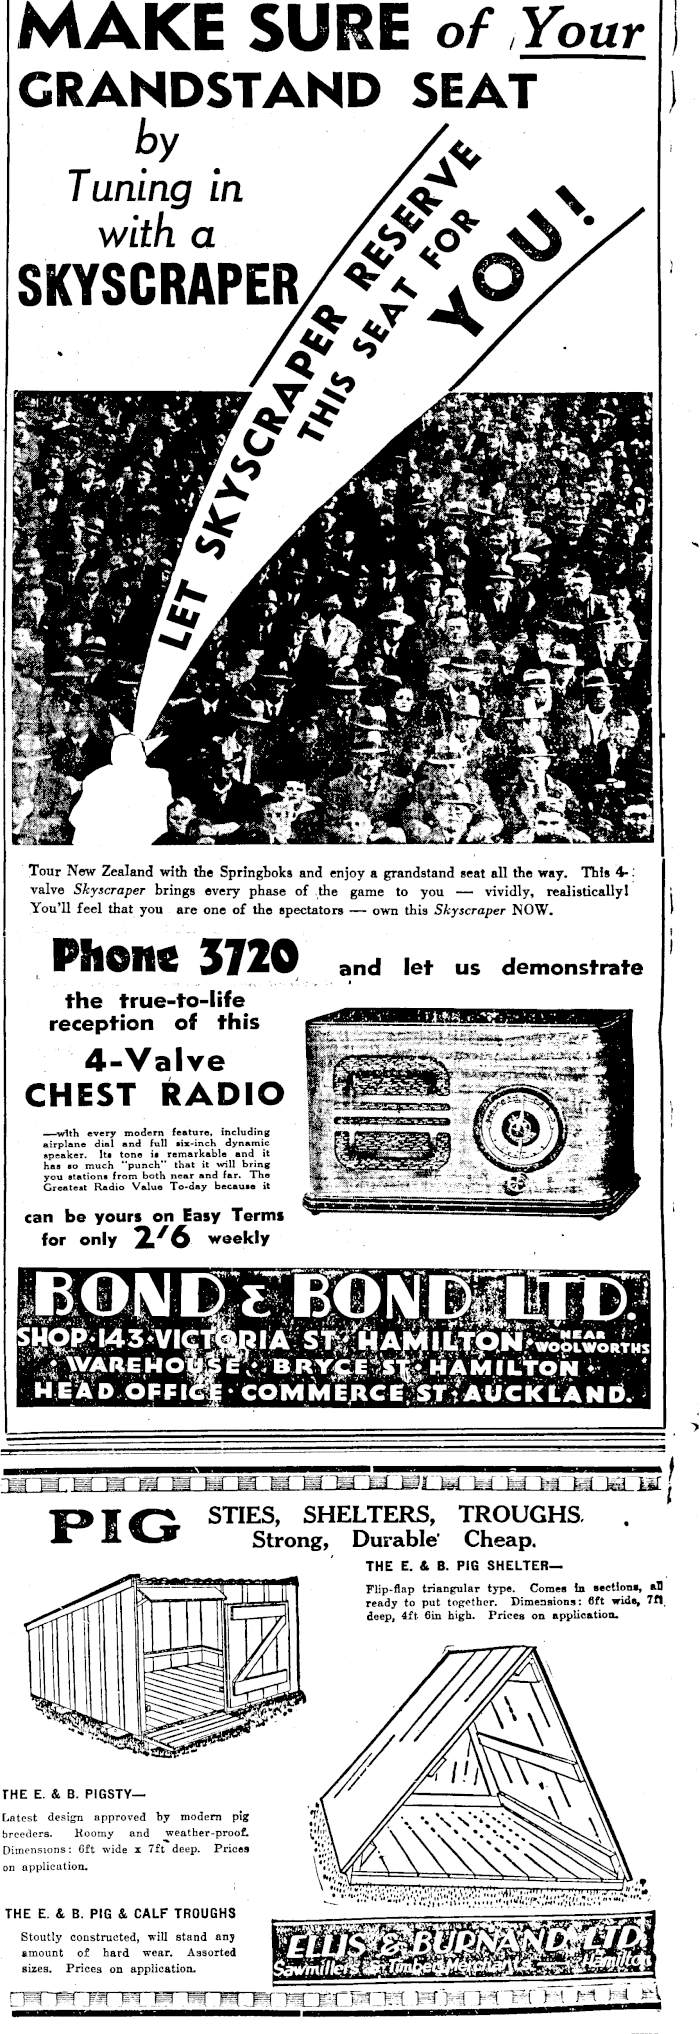 MAKE SURE of Your
GRANDSTAND SEAT
by
Tuning in
with a
SKYSCRAPER
LET SKYSCRAPER RESERVE
THIS SEAT FOR
YOU!
Tour New Zealand with the Springboks and enjoy a grandstand seat all the way. This 4-
valve Skyscraper brings every phase of the game to you — vividly, realistically!
You'll feel that you are one of the spectators — own this Skyscraper NOW.
Phone 3720 and let us demonstrate
the true-to-life
reception of this
4-Valve
CHEST RADIO
—with every modern feature, including
airplane dial and full six-inch dynamic
speaker. Its tone is remarkable and it
has so much "punch" that it will bring
you stations from both near and far. The
Greatest Radio Value To-day because it
can be yours on Easy Terms
for only 2/6 weekly
BOND & BOND LTD.
SHOP·143·VICTORIA ST·HAMILTON·NEAR WOOLWORTHS
·WAREHOUSE·BRYCE ST·HAMILTON·
HEAD OFFICE·COMMERCE ST·AUCKLAND.
PIG STIES, SHELTERS, TROUGHS.
Strong, Durable Cheap.
THE E. & B. PIG SHELTER—
Flip-flap triangular type. Comes in sections, all
ready to put together. Dimensions: 6ft wide, 7ft
deep, 4ft 6in high. Prices on application.
THE E. & B. PIGSTY—
Latest design approved by modern pig
breeders. Roomy and weather-proof.
Dimensions: 6ft wide x 7ft deep. Prices
on application.
THE E. & B. PIG & CALF TROUGHS
Stoutly constructed, will stand any
amount of hard wear. Assorted
sizes. Prices on application.
ELLIS & BURNAND LTD.
Sawmillers & Timber Merchants — Hamilton